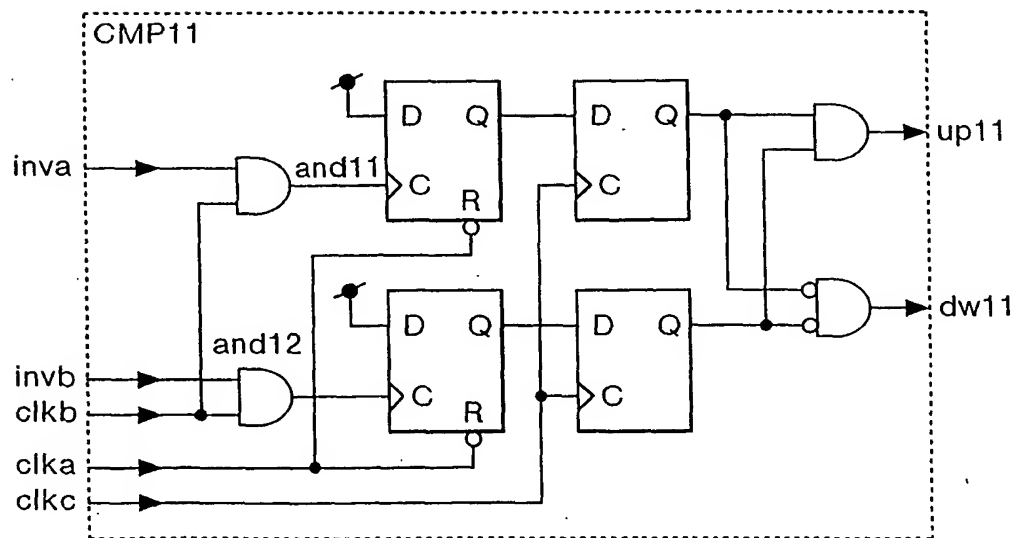 CMP11
D Q D Q
up11
inva
and11
C C
R
dw11
D Q D Q
and12
invb
C C
clkb
R
clka
clkc